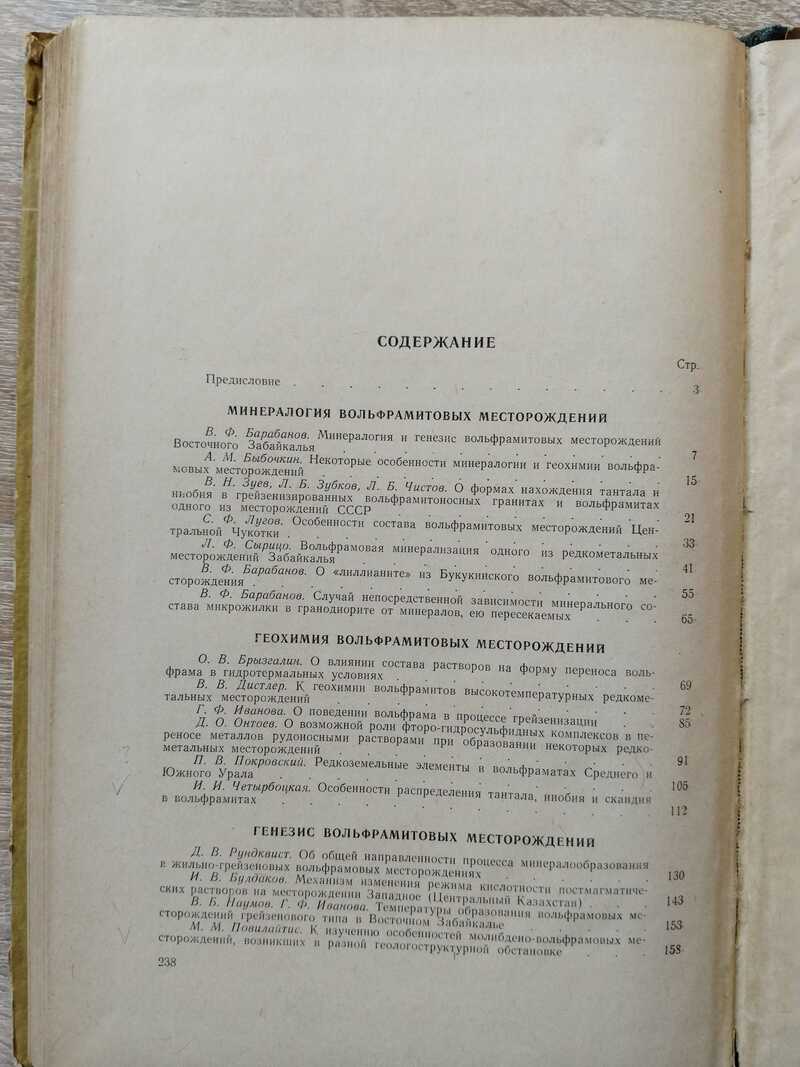 СОДЕРЖАНИЕ
Стр.
Предисловие . . . . . . . . . . . . . . 3
МИНЕРАЛОГИЯ ВОЛЬФРАМИТОВЫХ МЕСТОРОЖДЕНИЙ
В. Ф. Барабанов. Минералогия и генезис вольфрамитовых месторождений
Восточного Забайкалья . . . . . . . . . . . 7
А. М. Быбочкин. Некоторые особенности минералогии и геохимии вольфра-
мовых месторождений . . . . . . . . . . . 15
В. Н. Зуев, Л. Б. Зубков, Л. Б. Чистов. О формах нахождения тантала и
ниобия в грейзенизированных вольфрамитоносных гранитах и вольфрамитах
одного из месторождений СССР . . . . . . . . . 21
С. Ф. Лугов. Особенности состава вольфрамитовых месторождений Цен-
тральной Чукотки . . . . . . . . . . . . 33
Л. Ф. Сырицо. Вольфрамовая минерализация одного из редкометальных
месторождений Забайкалья . . . . . . . . . . 41
В. Ф. Барабанов. О «лиллианите» из Букукинского вольфрамитового ме-
сторождения . . . . . . . . . . . . . 55
В. Ф. Барабанов. Случай непосредственной зависимости минерального со-
става микрожилки в гранодиорите от минералов, ею пересекаемых . . . 65
ГЕОХИМИЯ ВОЛЬФРАМИТОВЫХ МЕСТОРОЖДЕНИЙ
О. В. Брызгалин. О влиянии состава растворов на форму переноса воль-
фрама в гидротермальных условиях . . . . . . . . 69
В. В. Дистлер. К геохимии вольфрамитов высокотемпературных редкоме-
тальных месторождений . . . . . . . . . . 72
Г. Ф. Иванова. О поведении вольфрама в процессе грейзенизации . . 85
Д. О. Онтоев. О возможной роли фторо-гидросульфидных комплексов в пе-
реносе металлов рудоносными растворами при образовании некоторых редко-
метальных месторождений . . . . . . . . . . 91
П. В. Покровский. Редкоземельные элементы в вольфраматах Среднего и
Южного Урала . . . . . . . . . . . . . 105
И. И. Четырбоцкая. Особенности распределения тантала, ниобия и скандия
в вольфрамитах . . . . . . . . . . . . . 112
ГЕНЕЗИС ВОЛЬФРАМИТОВЫХ МЕСТОРОЖДЕНИЙ
Д. В. Рундквист. Об общей направленности процесса минералообразования
в жильно-грейзеновых вольфрамовых месторождениях . . . . . 130
И. В. Булдаков. Механизм изменения режима кислотности постмагматиче-
ских растворов на месторождении Западное (Центральный Казахстан) . . . 143
В. Б. Наумов, Г. Ф. Иванова. Температуры образования вольфрамовых ме-
сторождений грейзенового типа в Восточном Забайкалье . . . . . 153
М. М. Повилайтис. К изучению особенностей молибдено-вольфрамовых ме-
сторождений, возникших в разной геологоструктурной обстановке . . . 158
238